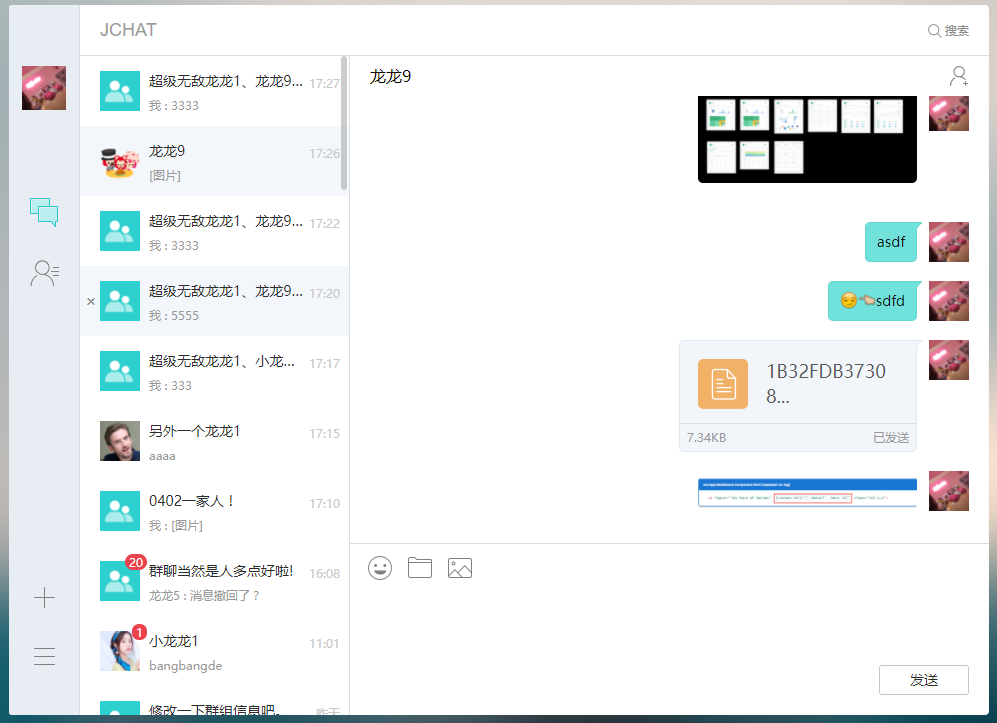 JCHAT
搜索
超级无敌龙龙1、龙龙9... 17:27
我 : 3333
龙龙9 17:26
[图片]
超级无敌龙龙1、龙龙9... 17:22
我 : 3333
× 超级无敌龙龙1、龙龙9... 17:20
我 : 5555
超级无敌龙龙1、小龙... 17:17
我 : 333
另外一个龙龙1 17:15
aaaa
0402一家人！ 17:10
我 : [图片]
20 群聊当然是人多点好啦! 16:08
龙龙5 : 消息撤回了？
1 小龙龙1 11:01
bangbangde
修改一下群组信息吧, 昨天
龙龙9
asdf
sdfd
1B32FDB3730
8...
7.34KB 已发送
发送